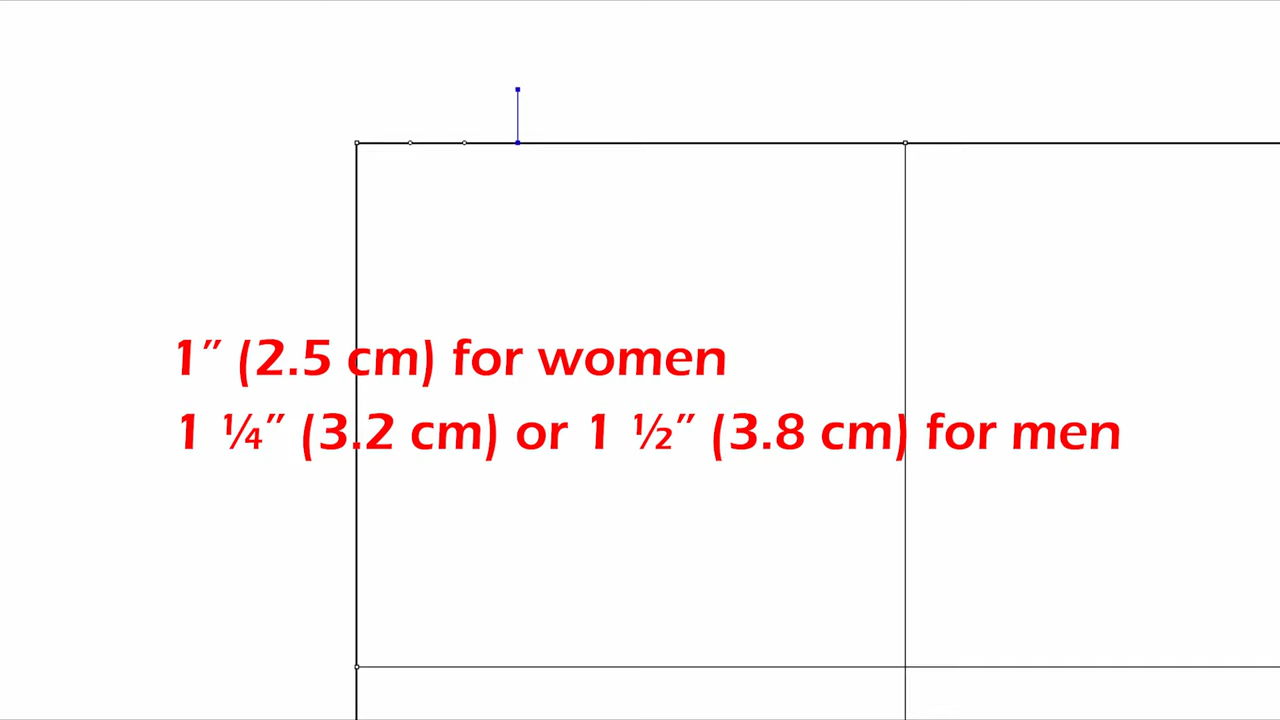 1″ (2.5 cm) for women
1 ¼″ (3.2 cm) or 1 ½″ (3.8 cm) for men